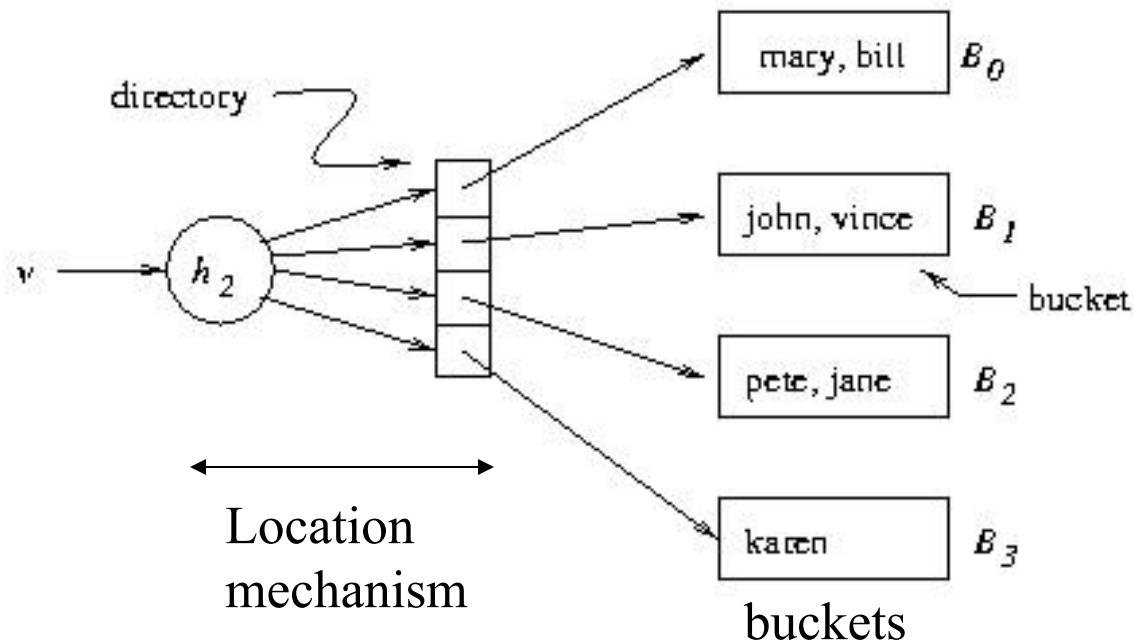 mary, bill B0
directory
john, vince B1
v h2
bucket
pete, jane B2
Location
mechanism
karen B3
buckets